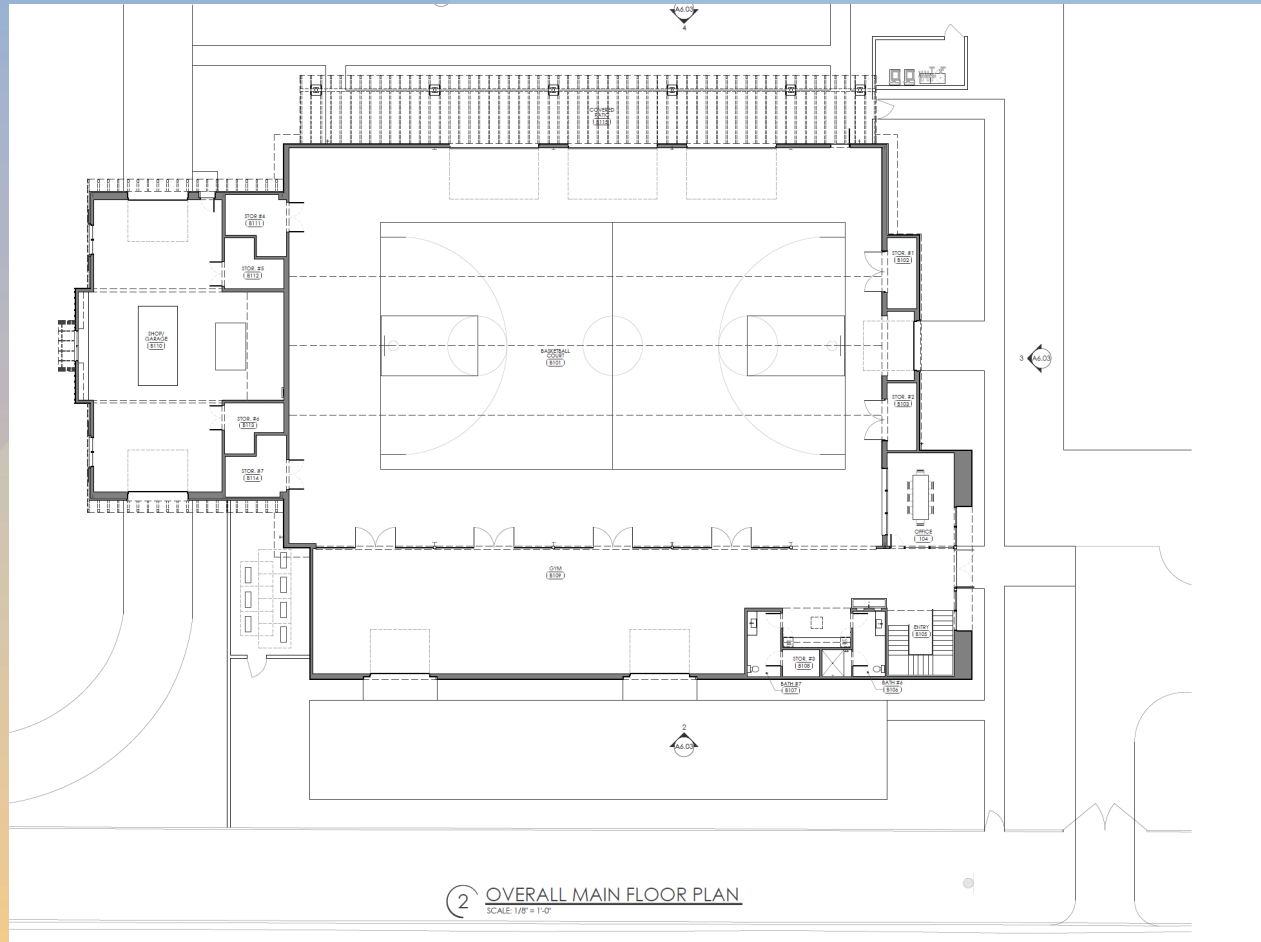 A6.03
4
COVERED
PATIO
B115
STOR #4
B111
STOR. #5
B112
STOR. #1
B102
SHOP/
GARAGE
B110
BASKETBALL
COURT
B101
3 A6.03
STOR. #2
B103
STOR. #6
B113
STOR. #7
B114
OFFICE
104
GYM
B109
ENTRY
B105
STOR. #3
B108
BATH #7
B107
BATH #6
B106
2
A6.03
2 OVERALL MAIN FLOOR PLAN
SCALE: 1/8" = 1'-0"